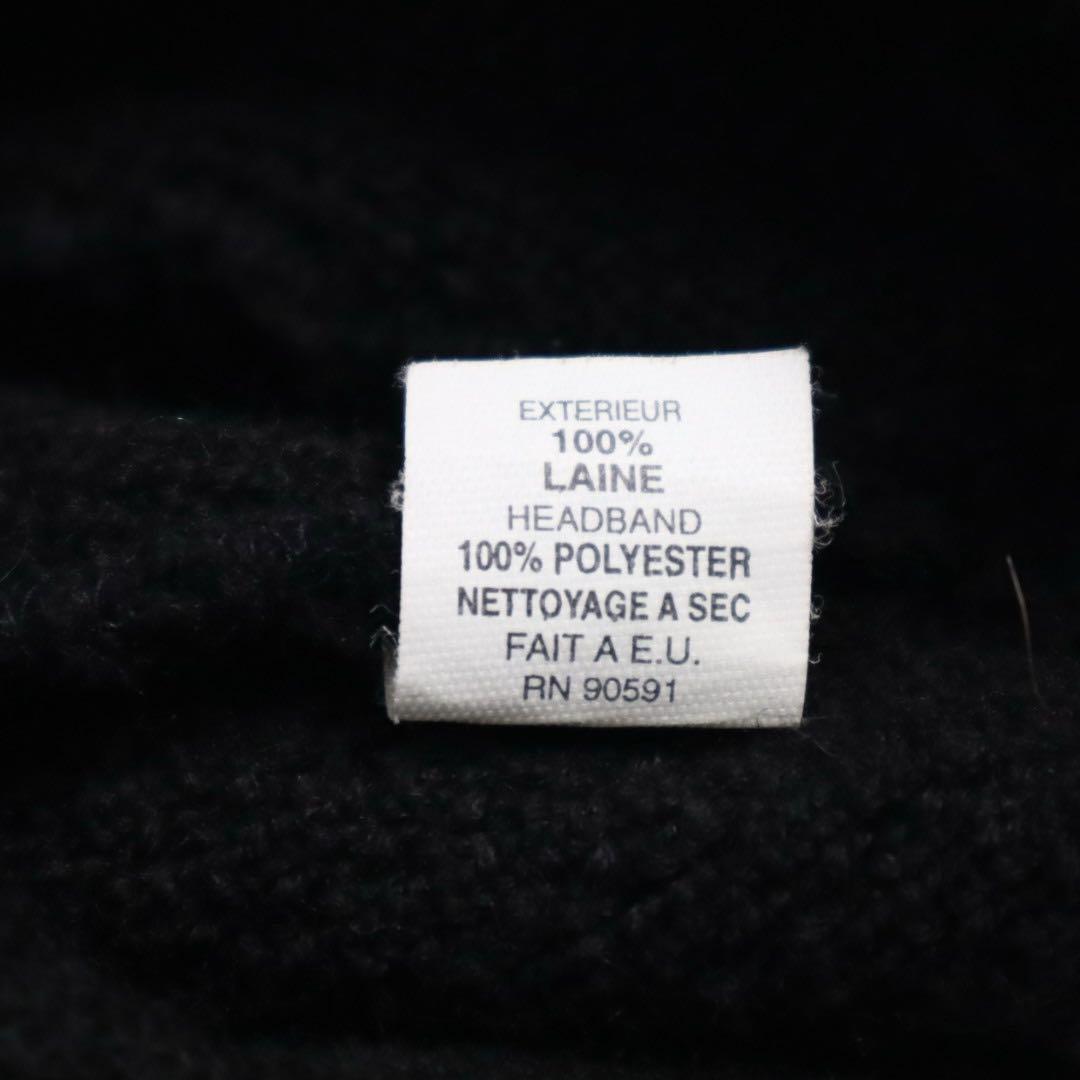 EXTERIEUR
100%
LAINE
HEADBAND
100% POLYESTER
NETTOYAGE A SEC
FAIT A E.U.
RN 90591